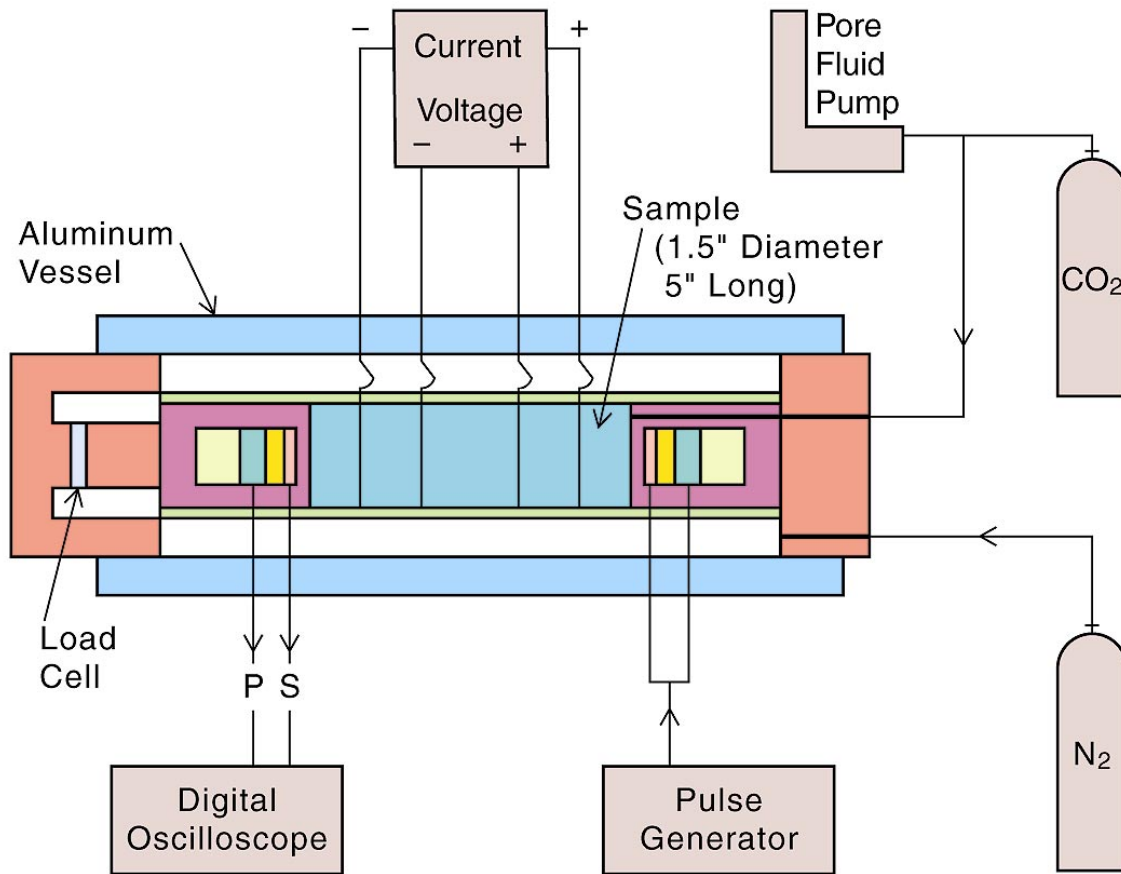 − Current +
Voltage
− +
Pore
Fluid
Pump
Aluminum
Vessel
Sample
(1.5" Diameter
5" Long)
CO2
Load
Cell
P S
Digital
Oscilloscope
Pulse
Generator
N2